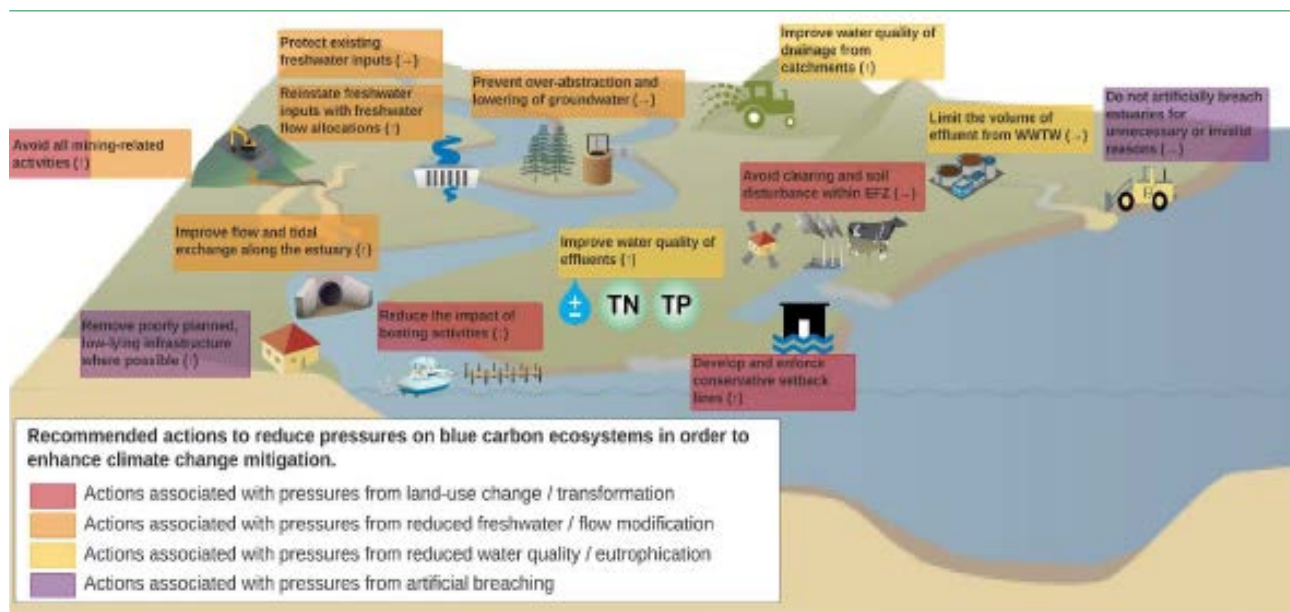 Protect existing
freshwater inputs (→)
Reinstate freshwater
inputs with freshwater
flow allocations (↑)
Prevent over-abstraction and
lowering of groundwater (→)
Improve water quality of
drainage from
catchments (↑)
Do not artificially breach
estuaries for
unnecessary or invalid
reasons (→)
Limit the volume of
effluent from WWTW (→)
Avoid all mining-related
activities (↑)
Avoid clearing and soil
disturbance within EFZ (→)
Improve flow and tidal
exchange along the estuary (↑)
Improve water quality of
effluents (↑)
TN TP
Remove poorly planned,
low-lying infrastructure
where possible (↑)
Reduce the impact of
boating activities (↑)
Develop and enforce
conservative setback
lines (↑)
Recommended actions to reduce pressures on blue carbon ecosystems in order to
enhance climate change mitigation.
Actions associated with pressures from land-use change / transformation
Actions associated with pressures from reduced freshwater / flow modification
Actions associated with pressures from reduced water quality / eutrophication
Actions associated with pressures from artificial breaching